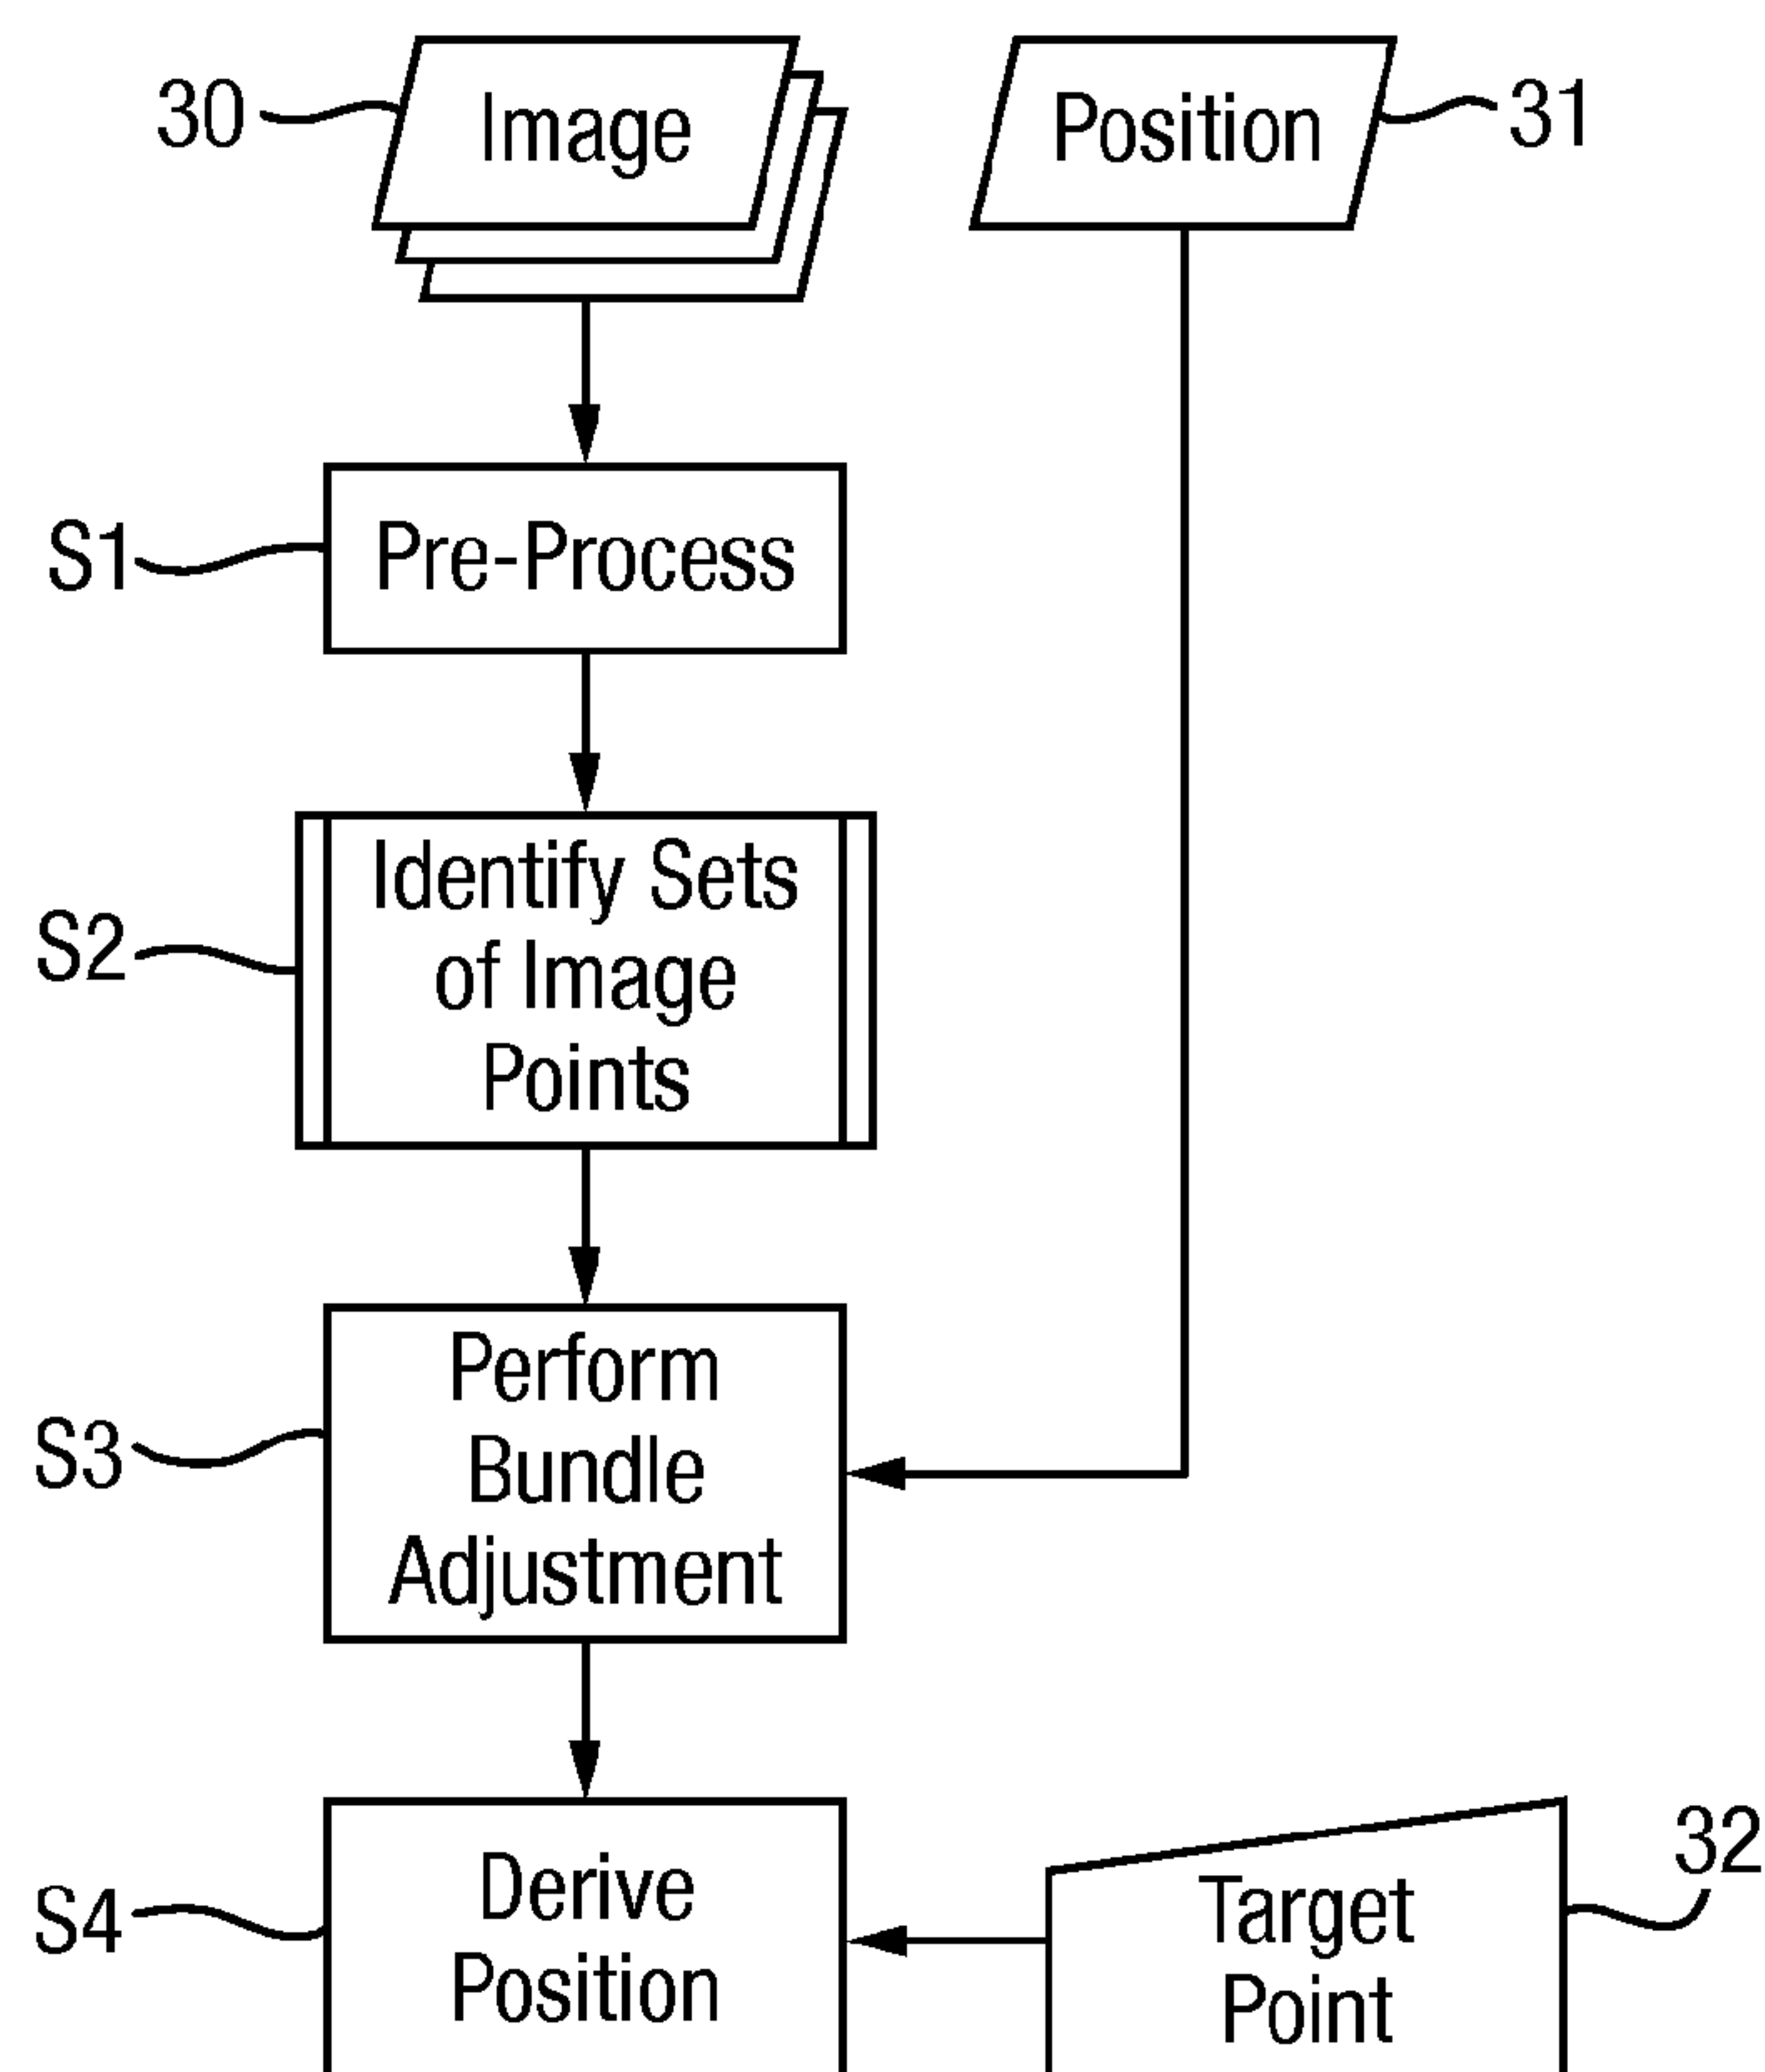 30
Image
Position
31
S1
Pre-Process
S2
Identify Sets
of Image
Points
S3
Perform
Bundle
Adjustment
S4
Derive
Position
Target
Point
32